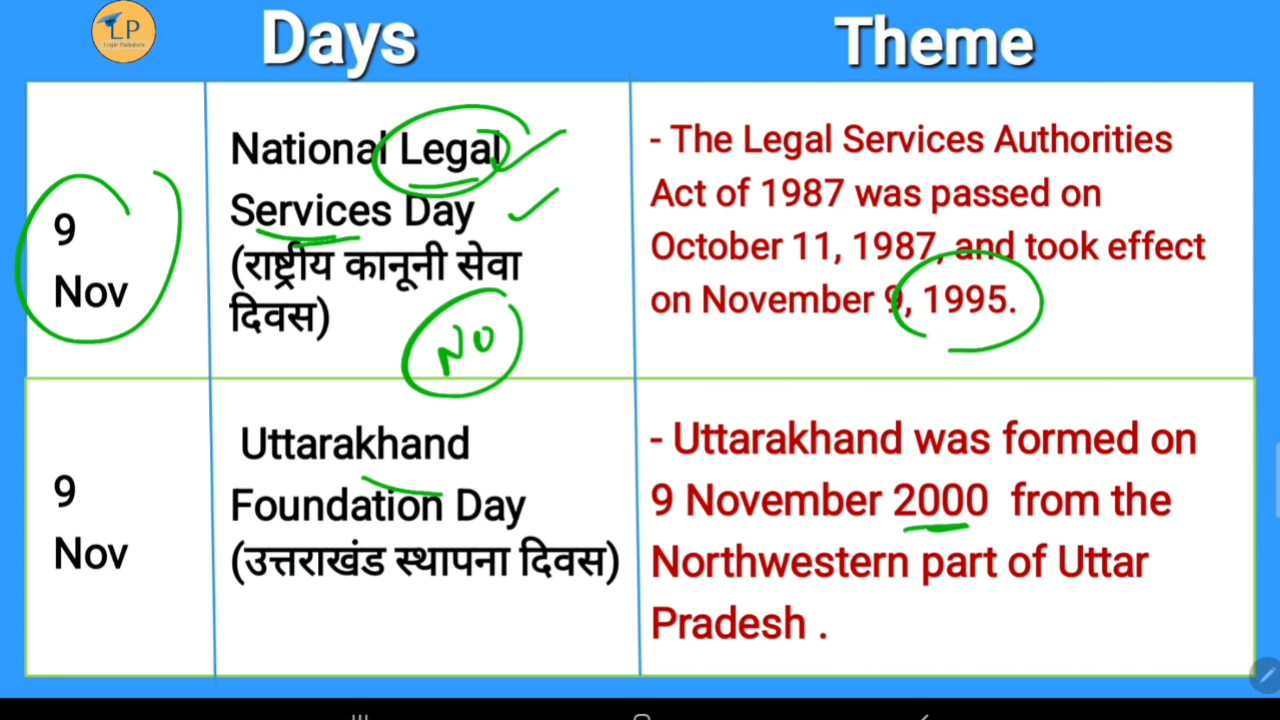 LP
Days
Theme
National Legal
Services Day
(राष्ट्रीय कानूनी सेवा
दिवस)
NO
9
Nov
- The Legal Services Authorities
Act of 1987 was passed on
October 11, 1987, and took effect
on November 9, 1995.
9
Nov
Uttarakhand
Foundation Day
(उत्तराखंड स्थापना दिवस)
- Uttarakhand was formed on
9 November 2000 from the
Northwestern part of Uttar
Pradesh .